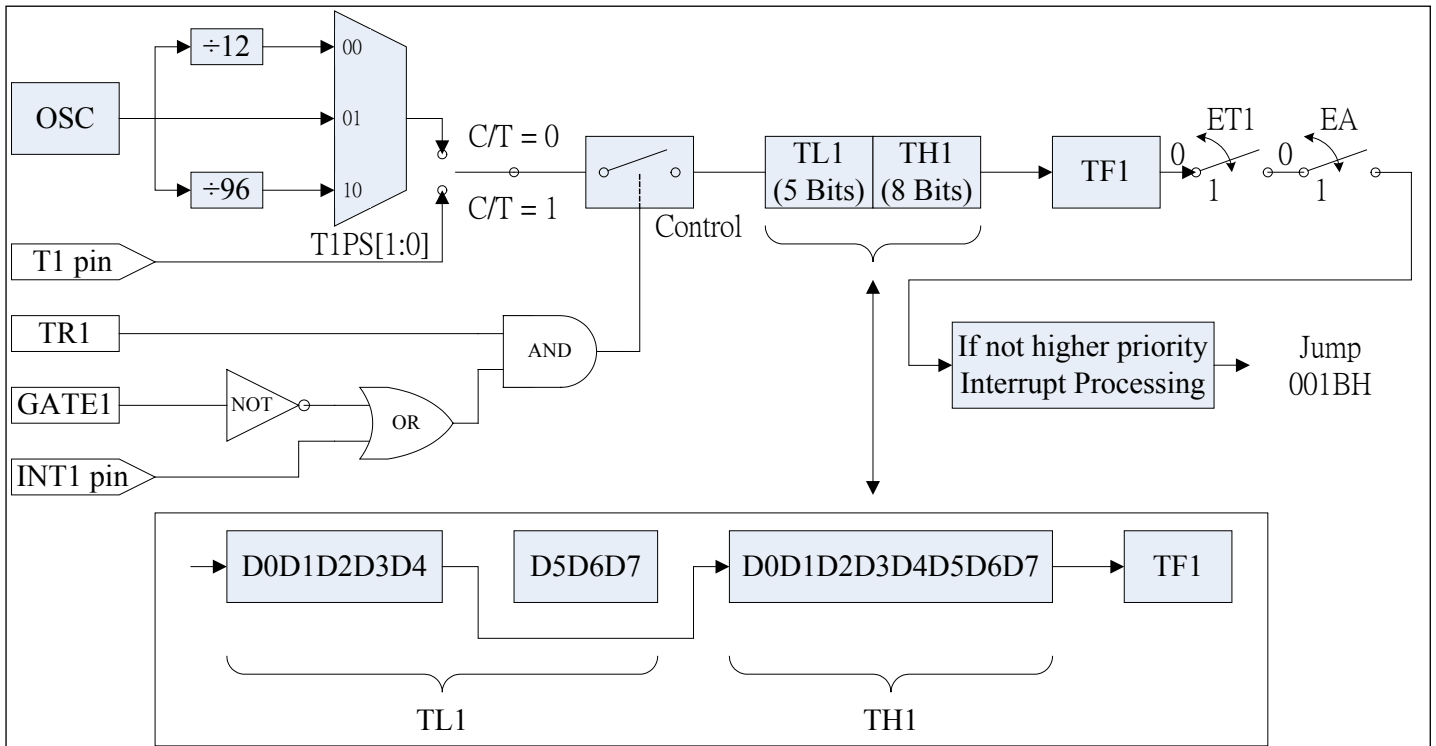 ÷12
00
OSC
01
÷96
10
T1PS[1:0]
C/T = 0
C/T = 1
Control
TL1
(5 Bits)
TH1
(8 Bits)
TF1
ET1
0
1
EA
0
1
T1 pin
TR1
AND
GATE1
NOT
OR
INT1 pin
If not higher priority
Interrupt Processing
Jump
001BH
D0D1D2D3D4
D5D6D7
D0D1D2D3D4D5D6D7
TF1
TL1
TH1